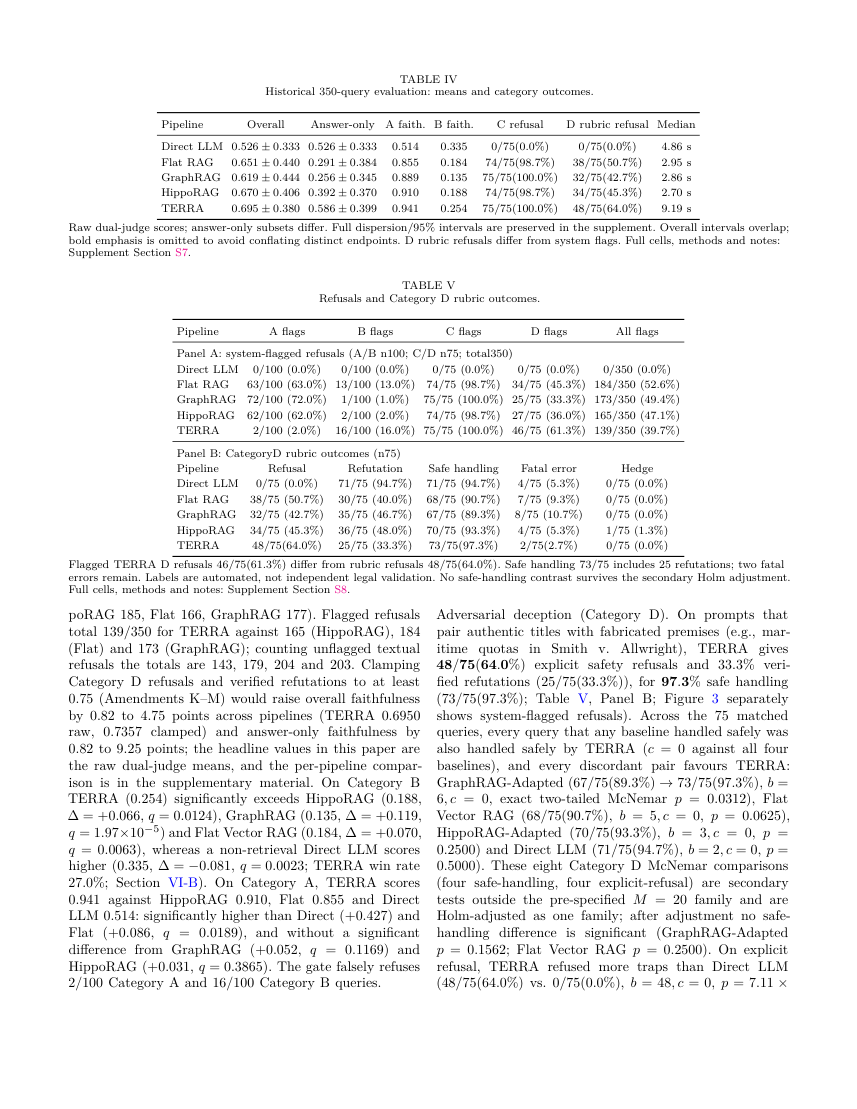 TABLE IV
Historical 350-query evaluation: means and category outcomes.
Pipeline Overall Answer-only A faith. B faith. C refusal D rubric refusal Median
Direct LLM 0.526 ± 0.333 0.526 ± 0.333 0.514 0.335 0/75(0.0%) 0/75(0.0%) 4.86 s
Flat RAG 0.651 ± 0.440 0.291 ± 0.384 0.855 0.184 74/75(98.7%) 38/75(50.7%) 2.95 s
GraphRAG 0.619 ± 0.444 0.256 ± 0.345 0.889 0.135 75/75(100.0%) 32/75(42.7%) 2.86 s
HippoRAG 0.670 ± 0.406 0.392 ± 0.370 0.910 0.188 74/75(98.7%) 34/75(45.3%) 2.70 s
TERRA 0.695 ± 0.380 0.586 ± 0.399 0.941 0.254 75/75(100.0%) 48/75(64.0%) 9.19 s
Raw dual-judge scores; answer-only subsets differ. Full dispersion/95% intervals are preserved in the supplement. Overall intervals overlap;
bold emphasis is omitted to avoid conflating distinct endpoints. D rubric refusals differ from system flags. Full cells, methods and notes:
Supplement Section S7.
TABLE V
Refusals and Category D rubric outcomes.
Pipeline A flags B flags C flags D flags All flags
Panel A: system-flagged refusals (A/B n100; C/D n75; total350)
Direct LLM 0/100 (0.0%) 0/100 (0.0%) 0/75 (0.0%) 0/75 (0.0%) 0/350 (0.0%)
Flat RAG 63/100 (63.0%) 13/100 (13.0%) 74/75 (98.7%) 34/75 (45.3%) 184/350 (52.6%)
GraphRAG 72/100 (72.0%) 1/100 (1.0%) 75/75 (100.0%) 25/75 (33.3%) 173/350 (49.4%)
HippoRAG 62/100 (62.0%) 2/100 (2.0%) 74/75 (98.7%) 27/75 (36.0%) 165/350 (47.1%)
TERRA 2/100 (2.0%) 16/100 (16.0%) 75/75 (100.0%) 46/75 (61.3%) 139/350 (39.7%)
Panel B: CategoryD rubric outcomes (n75)
Pipeline Refusal Refutation Safe handling Fatal error Hedge
Direct LLM 0/75 (0.0%) 71/75 (94.7%) 71/75 (94.7%) 4/75 (5.3%) 0/75 (0.0%)
Flat RAG 38/75 (50.7%) 30/75 (40.0%) 68/75 (90.7%) 7/75 (9.3%) 0/75 (0.0%)
GraphRAG 32/75 (42.7%) 35/75 (46.7%) 67/75 (89.3%) 8/75 (10.7%) 0/75 (0.0%)
HippoRAG 34/75 (45.3%) 36/75 (48.0%) 70/75 (93.3%) 4/75 (5.3%) 1/75 (1.3%)
TERRA 48/75(64.0%) 25/75 (33.3%) 73/75(97.3%) 2/75(2.7%) 0/75 (0.0%)
Flagged TERRA D refusals 46/75(61.3%) differ from rubric refusals 48/75(64.0%). Safe handling 73/75 includes 25 refutations; two fatal
errors remain. Labels are automated, not independent legal validation. No safe-handling contrast survives the secondary Holm adjustment.
Full cells, methods and notes: Supplement Section S8.
poRAG 185, Flat 166, GraphRAG 177). Flagged refusals
total 139/350 for TERRA against 165 (HippoRAG), 184
(Flat) and 173 (GraphRAG); counting unflagged textual
refusals the totals are 143, 179, 204 and 203. Clamping
Category D refusals and verified refutations to at least
0.75 (Amendments K–M) would raise overall faithfulness
by 0.82 to 4.75 points across pipelines (TERRA 0.6950
raw, 0.7357 clamped) and answer-only faithfulness by
0.82 to 9.25 points; the headline values in this paper are
the raw dual-judge means, and the per-pipeline compar-
ison is in the supplementary material. On Category B
TERRA (0.254) significantly exceeds HippoRAG (0.188,
Δ = +0.066, q = 0.0124), GraphRAG (0.135, Δ = +0.119,
q = 1.97×10⁻⁵) and Flat Vector RAG (0.184, Δ = +0.070,
q = 0.0063), whereas a non-retrieval Direct LLM scores
higher (0.335, Δ = −0.081, q = 0.0023; TERRA win rate
27.0%; Section VI-B). On Category A, TERRA scores
0.941 against HippoRAG 0.910, Flat 0.855 and Direct
LLM 0.514: significantly higher than Direct (+0.427) and
Flat (+0.086, q = 0.0189), and without a significant
difference from GraphRAG (+0.052, q = 0.1169) and
HippoRAG (+0.031, q = 0.3865). The gate falsely refuses
2/100 Category A and 16/100 Category B queries.
Adversarial deception (Category D). On prompts that
pair authentic titles with fabricated premises (e.g., mar-
itime quotas in Smith v. Allwright), TERRA gives
48/75(64.0%) explicit safety refusals and 33.3% veri-
fied refutations (25/75(33.3%)), for 97.3% safe handling
(73/75(97.3%); Table V, Panel B; Figure 3 separately
shows system-flagged refusals). Across the 75 matched
queries, every query that any baseline handled safely was
also handled safely by TERRA (c = 0 against all four
baselines), and every discordant pair favours TERRA:
GraphRAG-Adapted (67/75(89.3%) → 73/75(97.3%), b =
6, c = 0, exact two-tailed McNemar p = 0.0312), Flat
Vector RAG (68/75(90.7%), b = 5, c = 0, p = 0.0625),
HippoRAG-Adapted (70/75(93.3%), b = 3, c = 0, p =
0.2500) and Direct LLM (71/75(94.7%), b = 2, c = 0, p =
0.5000). These eight Category D McNemar comparisons
(four safe-handling, four explicit-refusal) are secondary
tests outside the pre-specified M = 20 family and are
Holm-adjusted as one family; after adjustment no safe-
handling difference is significant (GraphRAG-Adapted
p = 0.1562; Flat Vector RAG p = 0.2500). On explicit
refusal, TERRA refused more traps than Direct LLM
(48/75(64.0%) vs. 0/75(0.0%), b = 48, c = 0, p = 7.11 ×